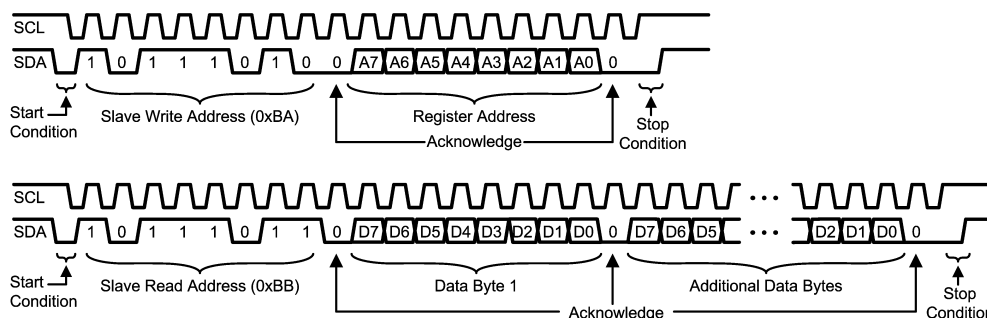 SCL
SDA 1 0 1 1 1 0 1 0 0 A7 A6 A5 A4 A3 A2 A1 A0 0
Start Condition
Slave Write Address (0xBA)
Register Address
Acknowledge
Stop Condition
SCL
SDA 1 0 1 1 1 0 1 1 0 D7 D6 D5 D4 D3 D2 D1 D0 0 D7 D6 D5 D2 D1 D0 0
Start Condition
Slave Read Address (0xBB)
Data Byte 1
Additional Data Bytes
Acknowledge
Stop Condition